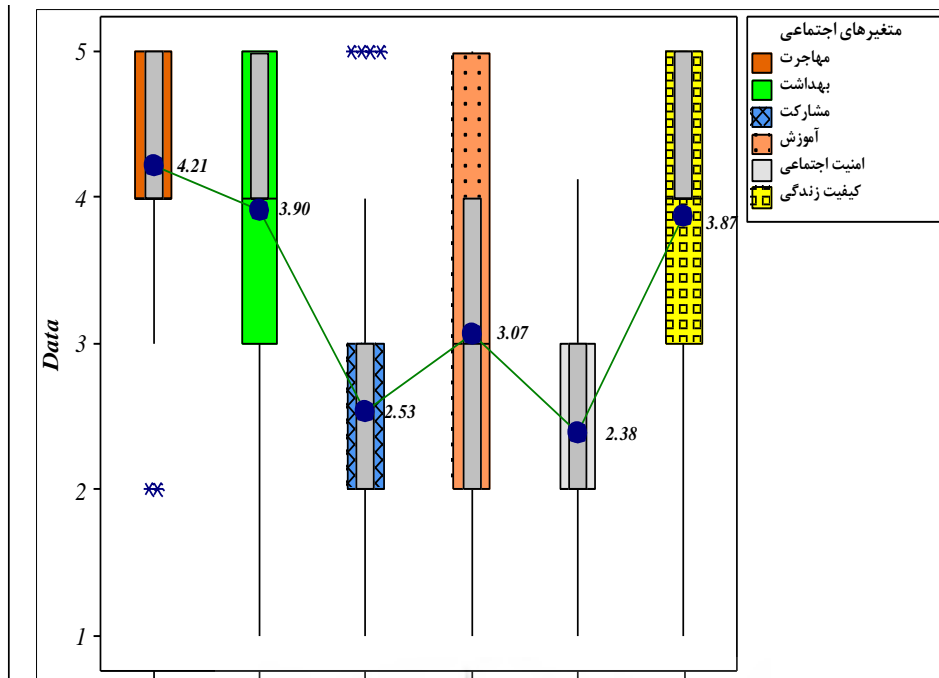 متغیرهای اجتماعی
مهاجرت
بهداشت
مشارکت
آموزش
امنیت اجتماعی
کیفیت زندگی
Data
5
4
3
2
1
4.21
3.90
2.53
3.07
2.38
3.87